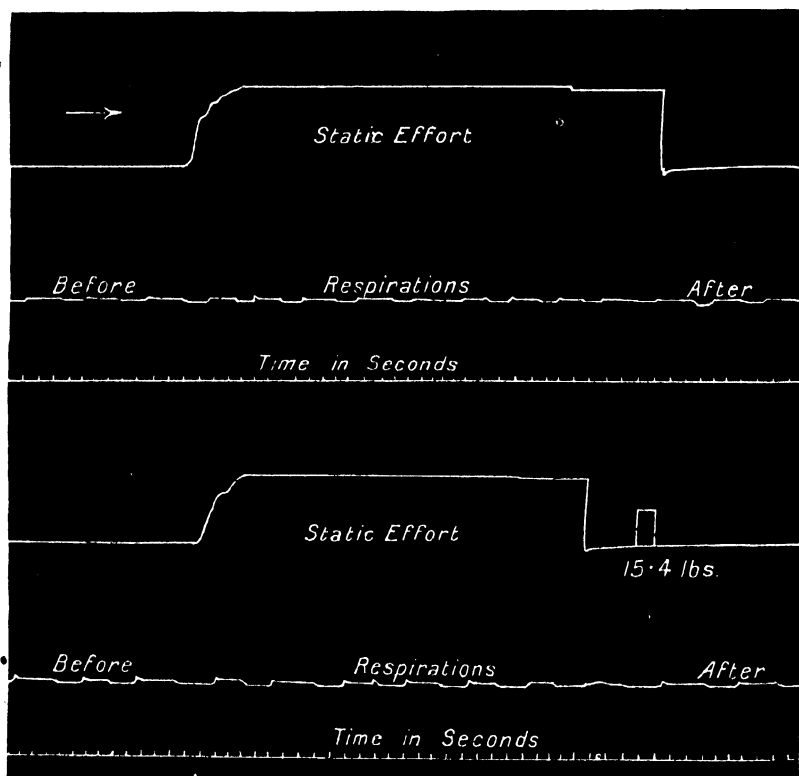 Static Effort
Before Respirations After
Time in Seconds
Static Effort
15.4 lbs.
Before Respirations After
Time in Seconds